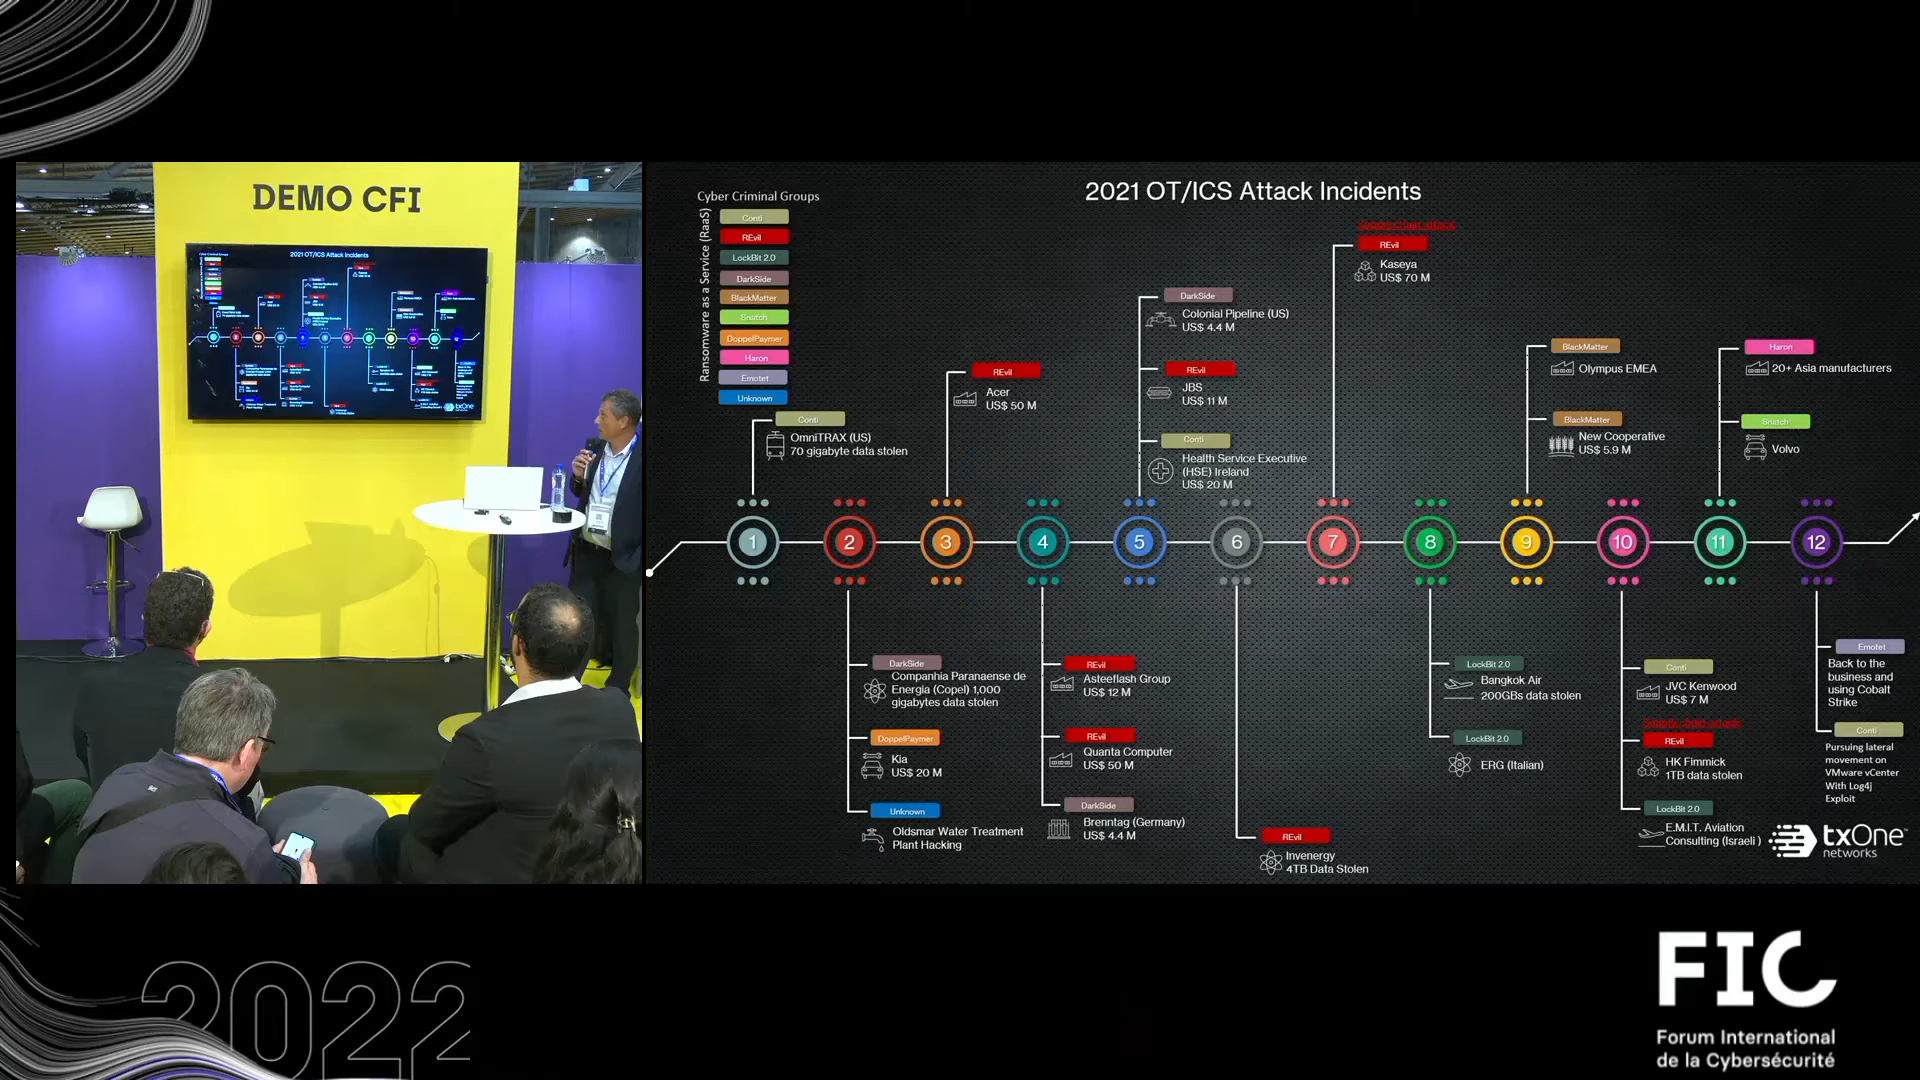 DEMO CFI
2021 OT/ICS Attack Incidents
Cyber Criminal Groups
Ransomware as a Service (RaaS)
Conti
REvil
LockBit 2.0
DarkSide
BlackMatter
Snatch
DoppelPaymer
Haron
Emotet
Unknown
Conti
OmniTRAX (US)
70 gigabyte data stolen
REvil
Acer
US$ 50 M
DarkSide
Colonial Pipeline (US)
US$ 4.4 M
REvil
JBS
US$ 11 M
Conti
Health Service Executive
(HSE) Ireland
US$ 20 M
Supply chain attack
REvil
Kaseya
US$ 70 M
BlackMatter
Olympus EMEA
BlackMatter
New Cooperative
US$ 5.9 M
Haron
20+ Asia manufacturers
Snatch
Volvo
1 2 3 4 5 6 7 8 9 10 11 12
DarkSide
Companhia Paranaense de
Energia (Copel) 1,000
gigabytes data stolen
DoppelPaymer
Kia
US$ 20 M
Unknown
Oldsmar Water Treatment
Plant Hacking
REvil
Asteeflash Group
US$ 12 M
REvil
Quanta Computer
US$ 50 M
DarkSide
Brenntag (Germany)
US$ 4.4 M
REvil
Invenergy
4TB Data Stolen
LockBit 2.0
Bangkok Air
200GBs data stolen
LockBit 2.0
ERG (Italian)
Conti
JVC Kenwood
US$ 7 M
Supply chain attack
REvil
HK Fimmick
1TB data stolen
LockBit 2.0
E.M.I.T. Aviation
Consulting (Israeli )
Emotet
Back to the
business and
using Cobalt
Strike
Conti
Pursuing lateral
movement on
VMware vCenter
With Log4j
Exploit
txOne
networks
2022
FIC
Forum International
de la Cybersécurité